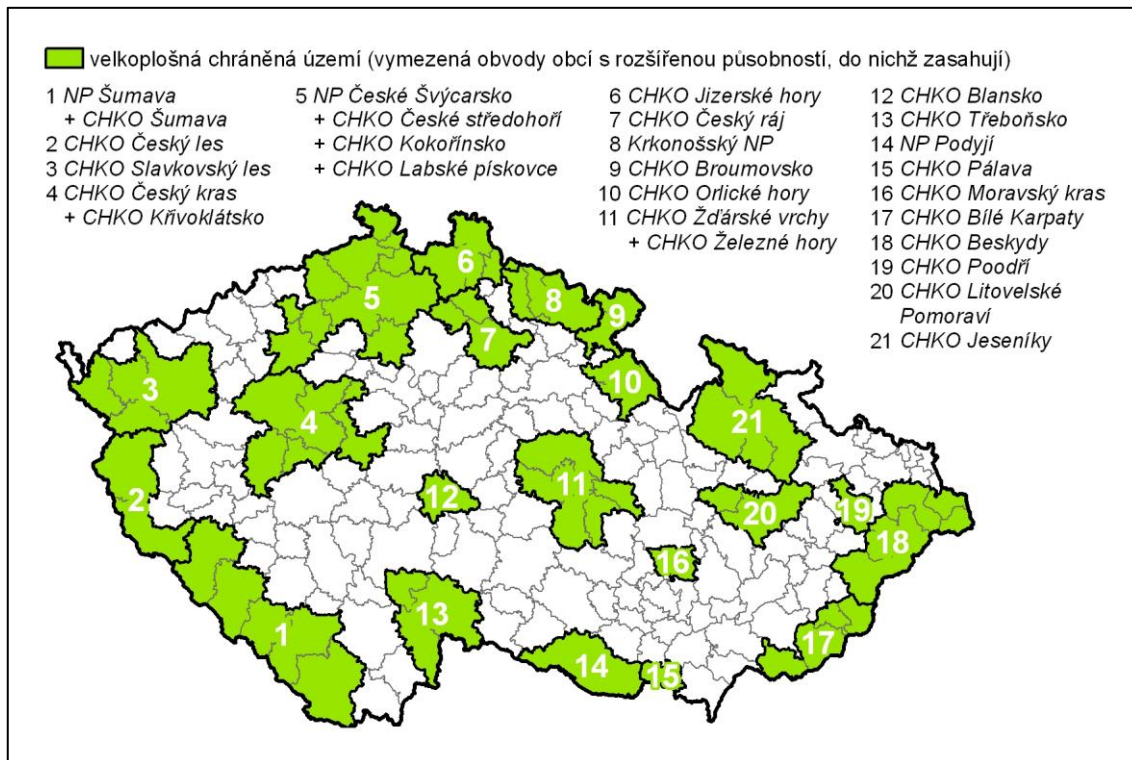 velkoplošná chráněná území (vymezená obvody obcí s rozšířenou působností, do nichž zasahují)
1 NP Šumava
+ CHKO Šumava
2 CHKO Český les
3 CHKO Slavkovský les
4 CHKO Český kras
+ CHKO Křivoklátsko
5 NP České Švýcarsko
+ CHKO České středohoří
+ CHKO Kokořínsko
+ CHKO Labské pískovce
6 CHKO Jizerské hory
7 CHKO Český ráj
8 Krkonošský NP
9 CHKO Broumovsko
10 CHKO Orlické hory
11 CHKO Žďárské vrchy
+ CHKO Železné hory
12 CHKO Blansko
13 CHKO Třeboňsko
14 NP Podyjí
15 CHKO Pálava
16 CHKO Moravský kras
17 CHKO Bílé Karpaty
18 CHKO Beskydy
19 CHKO Poodří
20 CHKO Litovelské
Pomoraví
21 CHKO Jeseníky
6
5
8
9
7
3
10
4
21
2
11
12
19
20
18
16
13
1
17
14
15